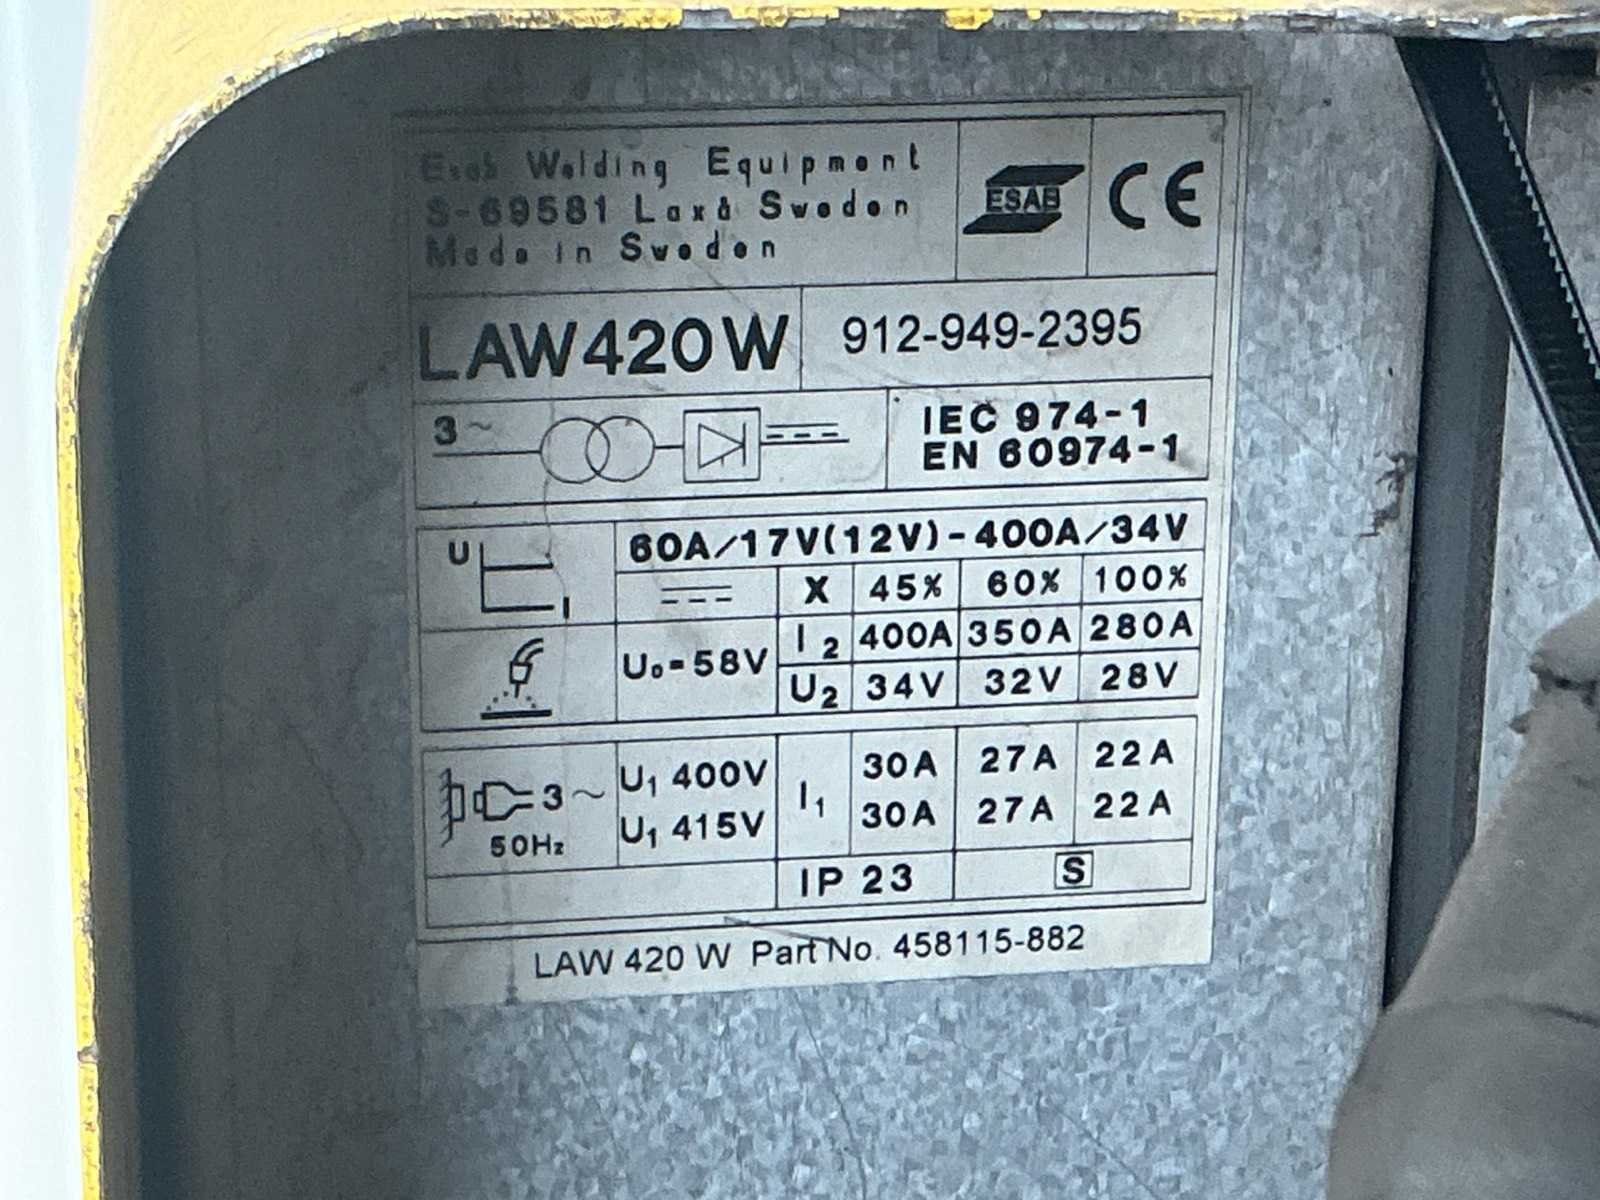 Esab Welding Equipment
S-69581 Laxå Sweden
Made in Sweden
ESAB
CE
LAW420W
912-949-2395
3~
IEC 974-1
EN 60974-1
U
I
60A/17V(12V)-400A/34V
X 45% 60% 100%
U₀=58V
I₂ 400A 350A 280A
U₂ 34V 32V 28V
3~
50Hz
U₁ 400V
U₁ 415V
I₁
30A 27A 22A
30A 27A 22A
IP 23
S
LAW 420 W Part No. 458115-882